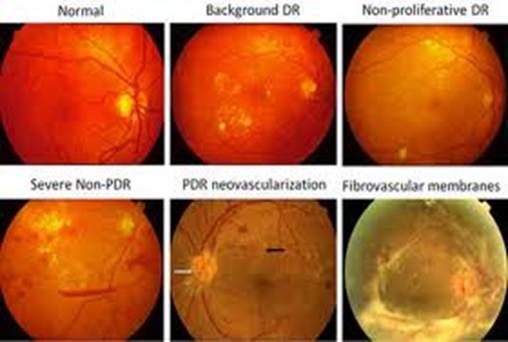 Normal
Background DR
Non-proliferative DR
Severe Non-PDR
PDR neovascularization
Fibrovascular membranes